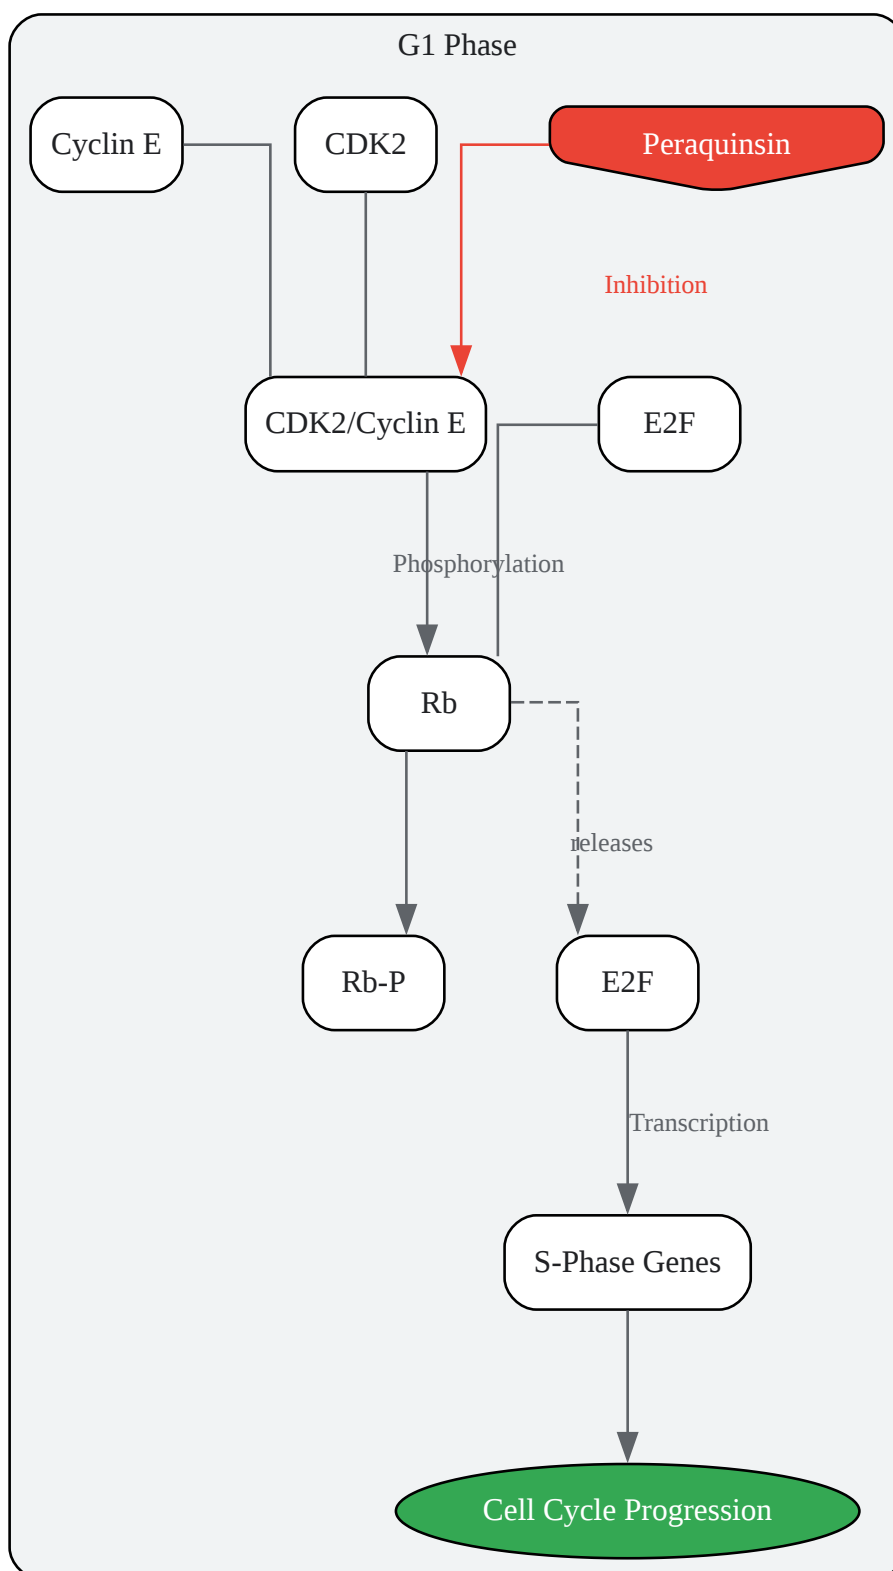 G1 Phase
Cyclin E
CDK2
Peraquinsin
Inhibition
CDK2/Cyclin E
E2F
Phosphorylation
Rb
releases
Rb-P
E2F
Transcription
S-Phase Genes
Cell Cycle Progression